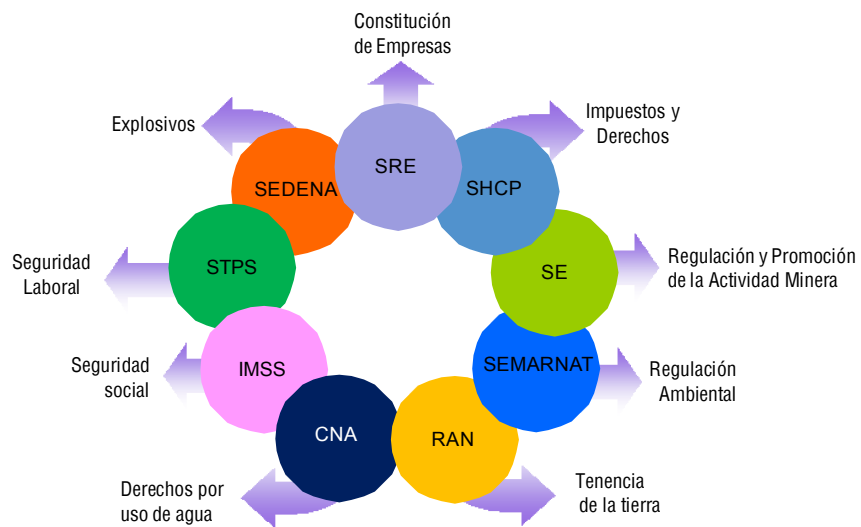 Constitución
de Empresas
Explosivos
Impuestos y
Derechos
SRE
SEDENA
SHCP
Seguridad
Laboral
STPS
SE
Regulación y Promoción
de la Actividad Minera
Seguridad
social
IMSS
SEMARNAT
Regulación
Ambiental
CNA
RAN
Derechos por
uso de agua
Tenencia
de la tierra